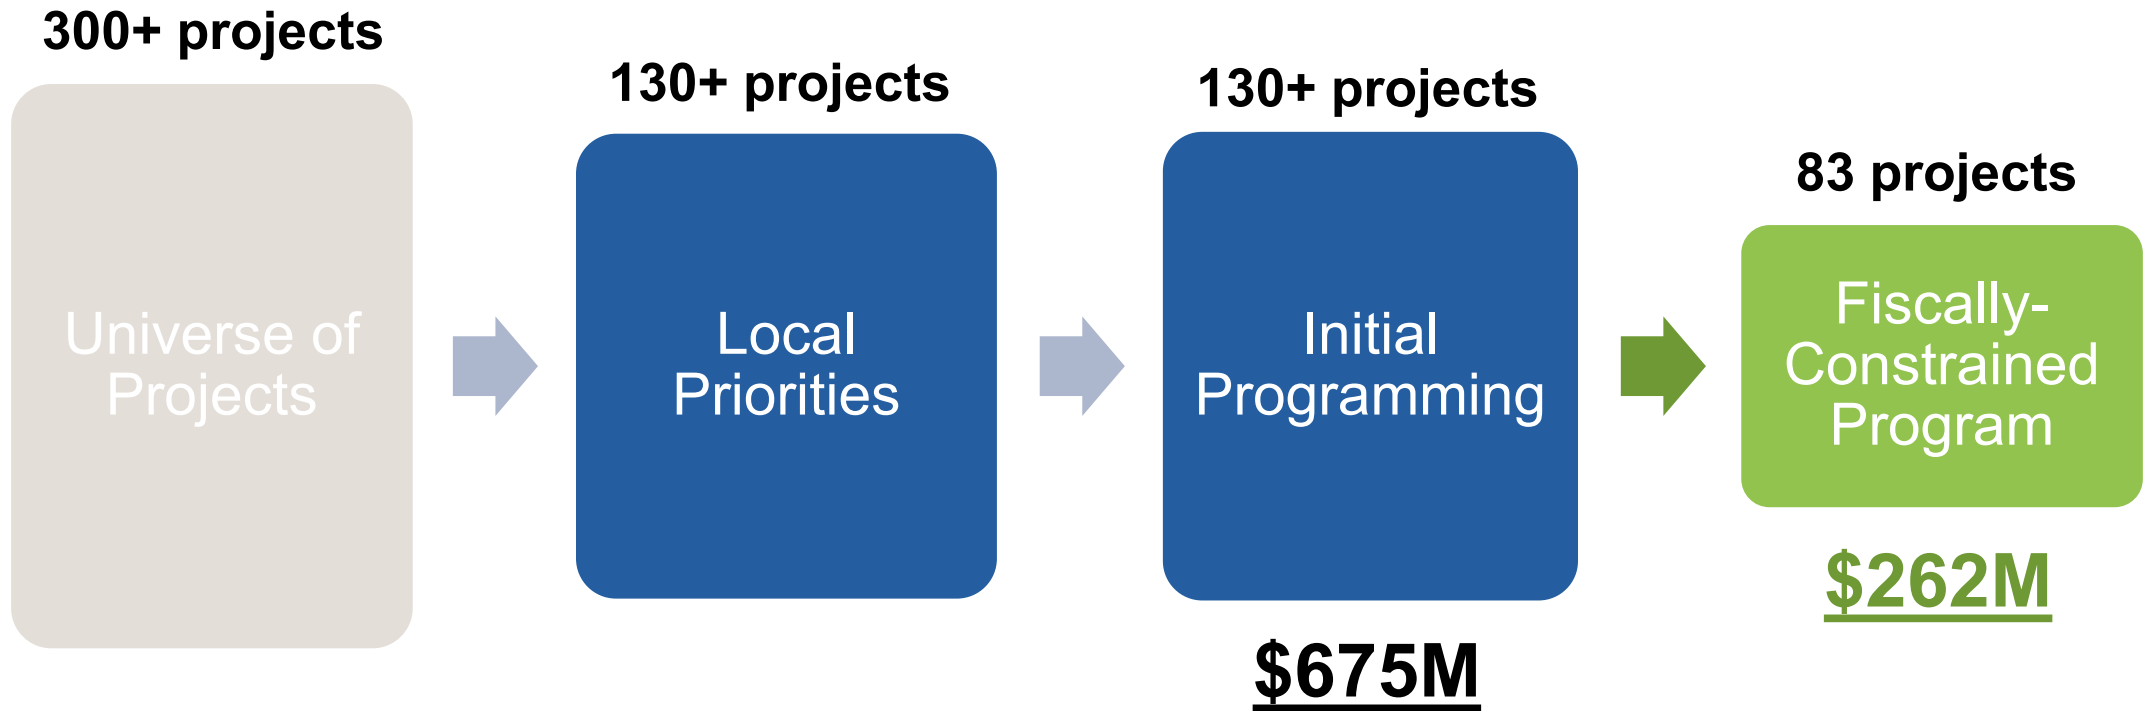 300+ projects
Universe of
Projects
130+ projects
Local
Priorities
130+ projects
Initial
Programming
$675M
83 projects
Fiscally-
Constrained
Program
$262M